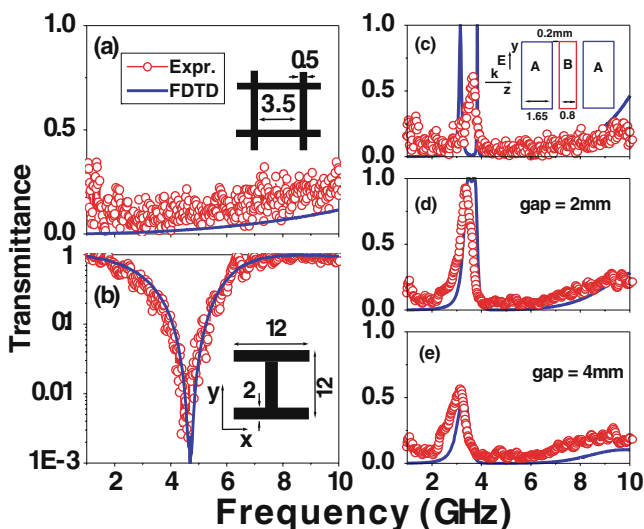 Transmittance
1.0
0.5
0.0
(a)
Expr.
FDTD
0.5
3.5
1
01
0.01
1E-3
(b)
12
12
2
y
x
2
4
6
8
10
1.0
0.5
0.0
(c)
0.2mm
y
E
k
z
A
B
A
1.65
0.8
1.0
0.5
0.0
(d)
gap = 2mm
1.0
0.5
0.0
(e)
gap = 4mm
2
4
6
8
10
Frequency (GHz)